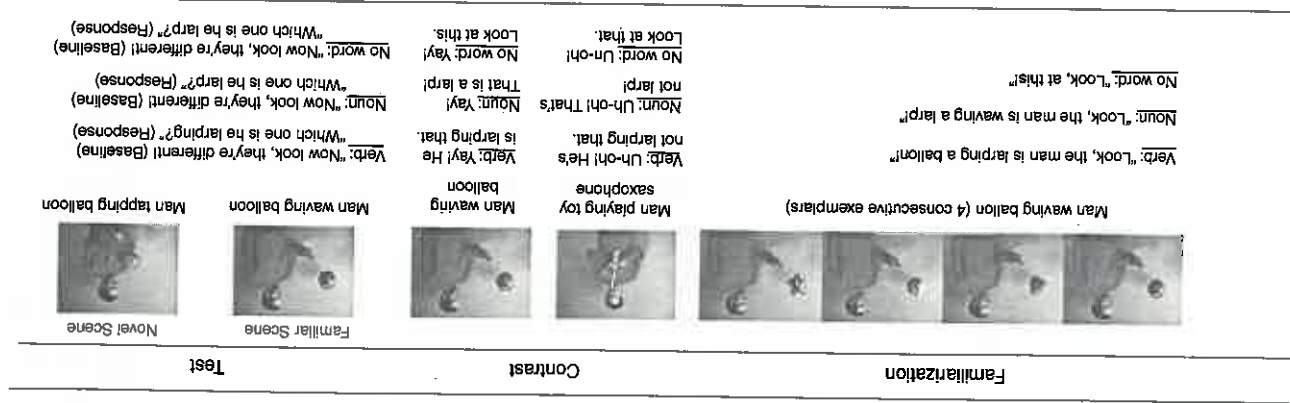 Familiarization
Contrast
Test
Familiar Scene
Novel Scene
Man waving ballon (4 consecutive exemplars)
Man playing toy
saxophone
Man waving
balloon
Man waving balloon
Man tapping balloon
Verb: "Look, the man is larping a ballon!"
Noun: "Look, the man is waving a larp!"
No word: "Look, at this!"
Verb: Uh-oh! He's
not larping that.
Noun: Uh-oh! That's
not larp!
No word: Un-oh!
Look at that.
Verb: Yay! He
is larping that.
Noun: Yay!
That is a larp!
No word: Yay!
Look at this.
Verb: "Now look, they're different! (Baseline)
"Which one is he larping?" (Response)
Noun: "Now look, they're different! (Baseline)
"Which one is he larp?" (Response)
No word: "Now look, they're different! (Baseline)
"Which one is he larp?" (Response)